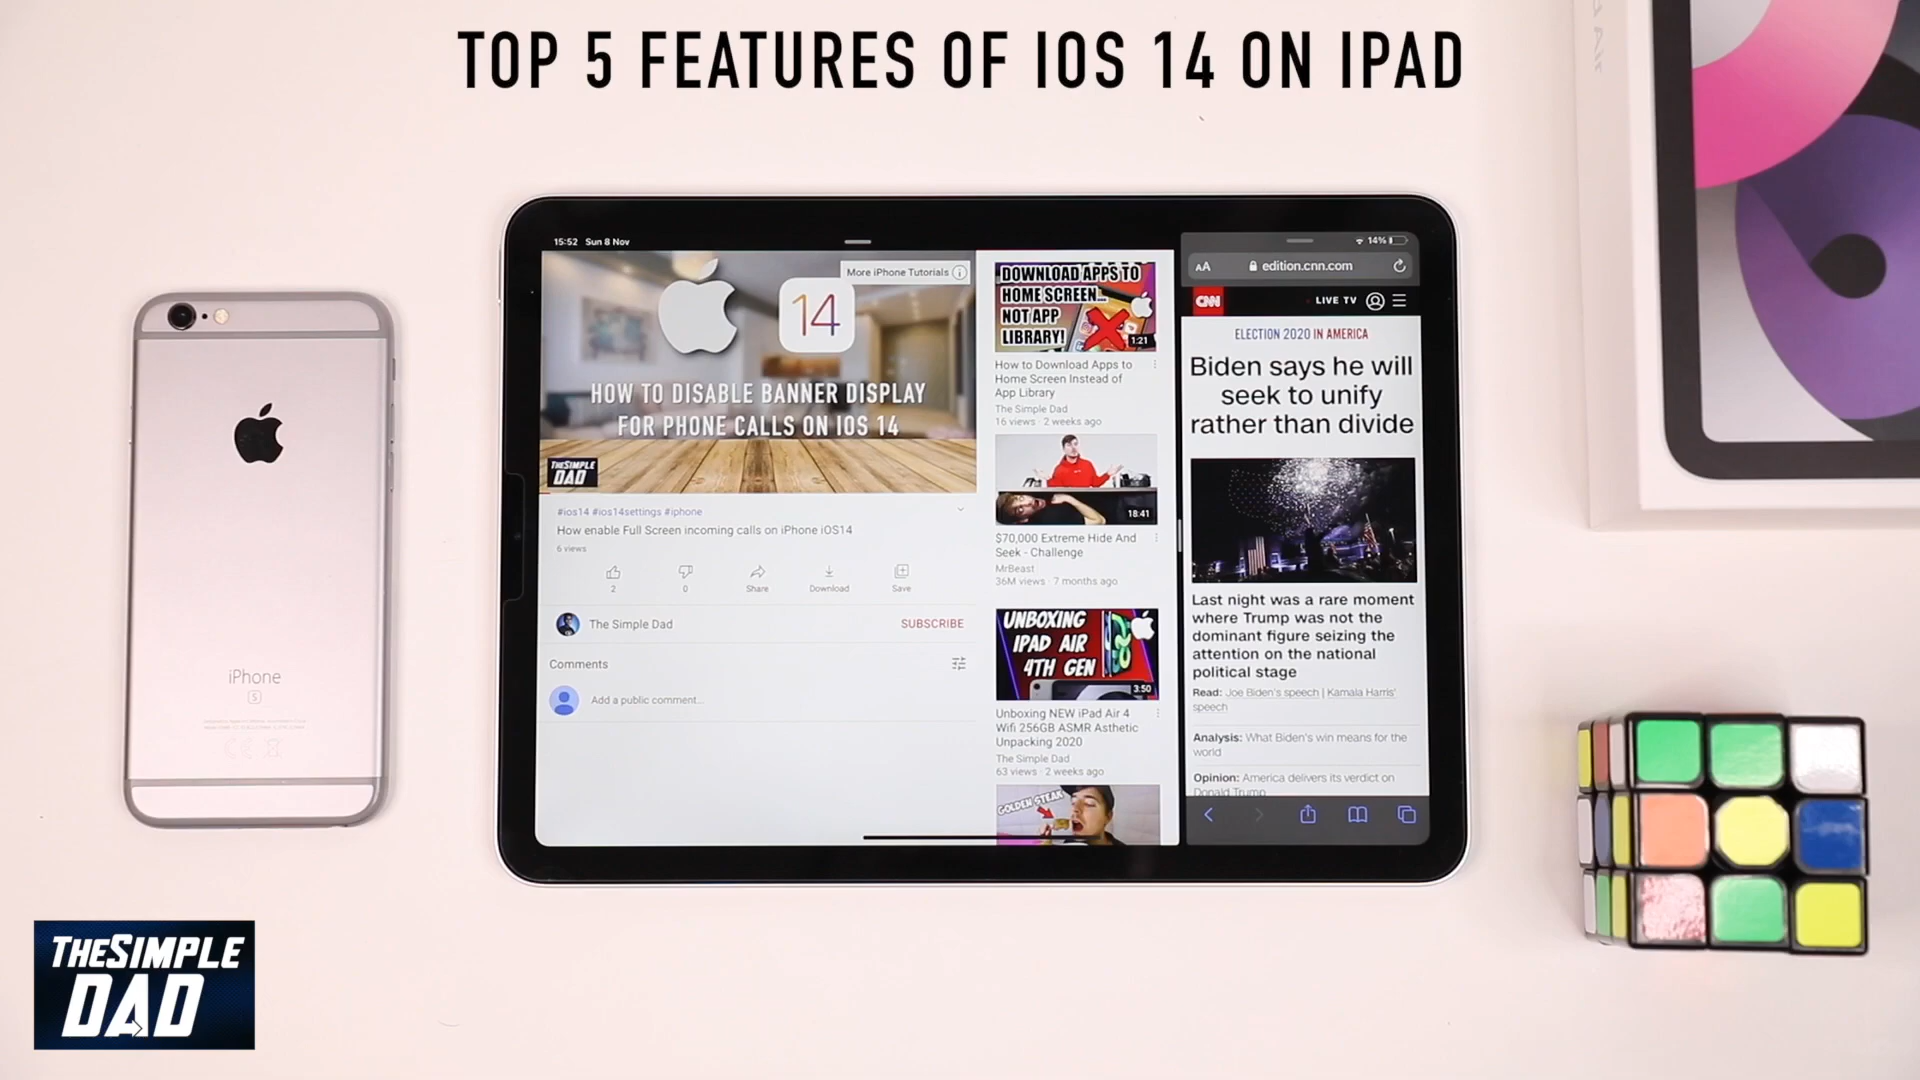 TOP 5 FEATURES OF IOS 14 ON IPAD
15:52 Sun 8 Nov
14%
More iPhone Tutorials
14
HOW TO DISABLE BANNER DISPLAY
FOR PHONE CALLS ON IOS 14
THESIMPLE
DAD
#ios14 #ios14settings #iphone
How enable Full Screen incoming calls on iPhone iOS14
6 views
2
0
Share
Download
Save
The Simple Dad
SUBSCRIBE
Comments
Add a public comment...
DOWNLOAD APPS TO
HOME SCREEN...
NOT APP
LIBRARY!
1:21
How to Download Apps to
Home Screen Instead of
App Library
The Simple Dad
16 views · 2 weeks ago
18:41
$70,000 Extreme Hide And
Seek - Challenge
MrBeast
36M views · 7 months ago
UNBOXING
IPAD AIR
4TH GEN
3:50
Unboxing NEW iPad Air 4
Wifi 256GB ASMR Asthetic
Unpacking 2020
The Simple Dad
63 views · 2 weeks ago
GOLDEN STEAK
AA
edition.cnn.com
CNN
LIVE TV
ELECTION 2020 IN AMERICA
Biden says he will
seek to unify
rather than divide
Last night was a rare moment
where Trump was not the
dominant figure seizing the
attention on the national
political stage
Read: Joe Biden's speech | Kamala Harris'
speech
Analysis: What Biden's win means for the
world
Opinion: America delivers its verdict on
Donald Trump
iPhone
S
THESIMPLE
DAD